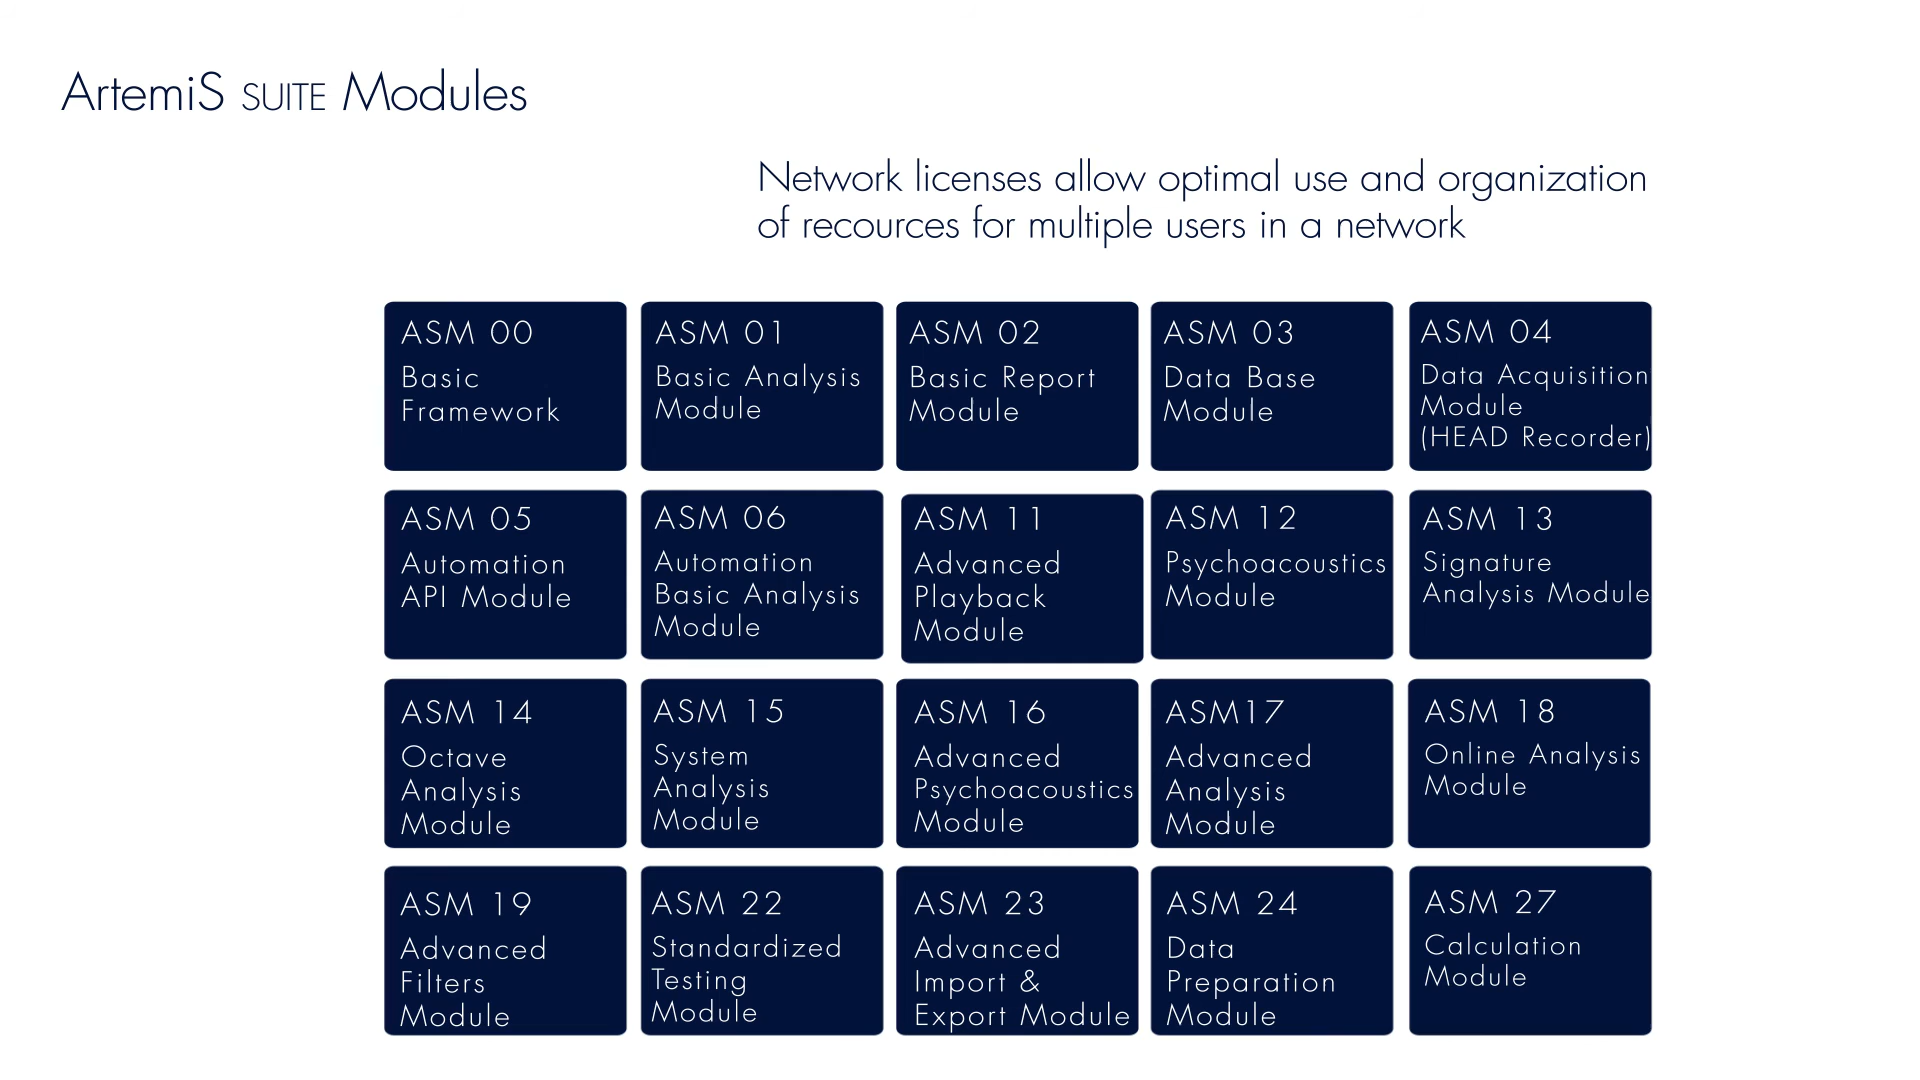 ArtemiS SUITE Modules
Network licenses allow optimal use and organization
of recources for multiple users in a network
ASM 00
Basic
Framework
ASM 01
Basic Analysis
Module
ASM 02
Basic Report
Module
ASM 03
Data Base
Module
ASM 04
Data Acquisition
Module
(HEAD Recorder)
ASM 05
Automation
API Module
ASM 06
Automation
Basic Analysis
Module
ASM 11
Advanced
Playback
Module
ASM 12
Psychoacoustics
Module
ASM 13
Signature
Analysis Module
ASM 14
Octave
Analysis
Module
ASM 15
System
Analysis
Module
ASM 16
Advanced
Psychoacoustics
Module
ASM17
Advanced
Analysis
Module
ASM 18
Online Analysis
Module
ASM 19
Advanced
Filters
Module
ASM 22
Standardized
Testing
Module
ASM 23
Advanced
Import &
Export Module
ASM 24
Data
Preparation
Module
ASM 27
Calculation
Module